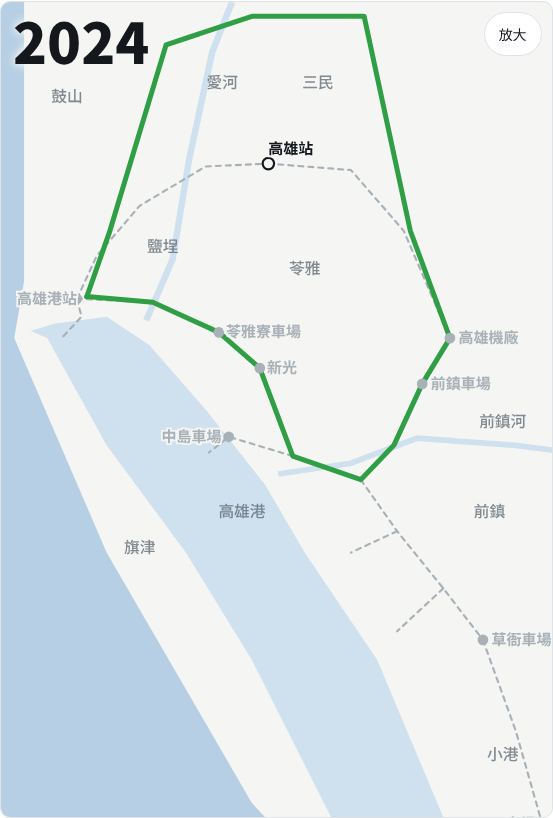 2024
放大
愛河
三民
鼓山
高雄站
鹽埕
苓雅
高雄港站
苓雅寮車場
高雄機廠
新光
前鎮車場
前鎮河
中島車場
高雄港
前鎮
旗津
草衙車場
小港